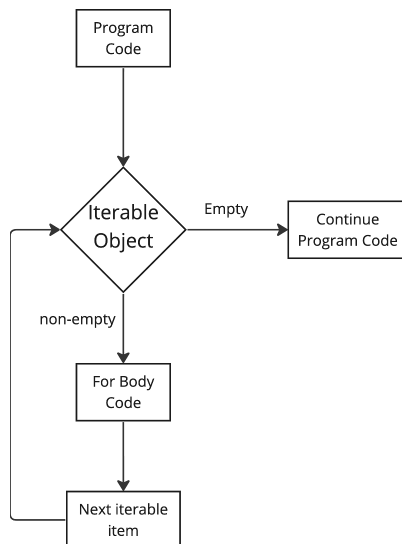 Program
Code
Iterable
Object
Empty
Continue
Program Code
non-empty
For Body
Code
Next iterable
item